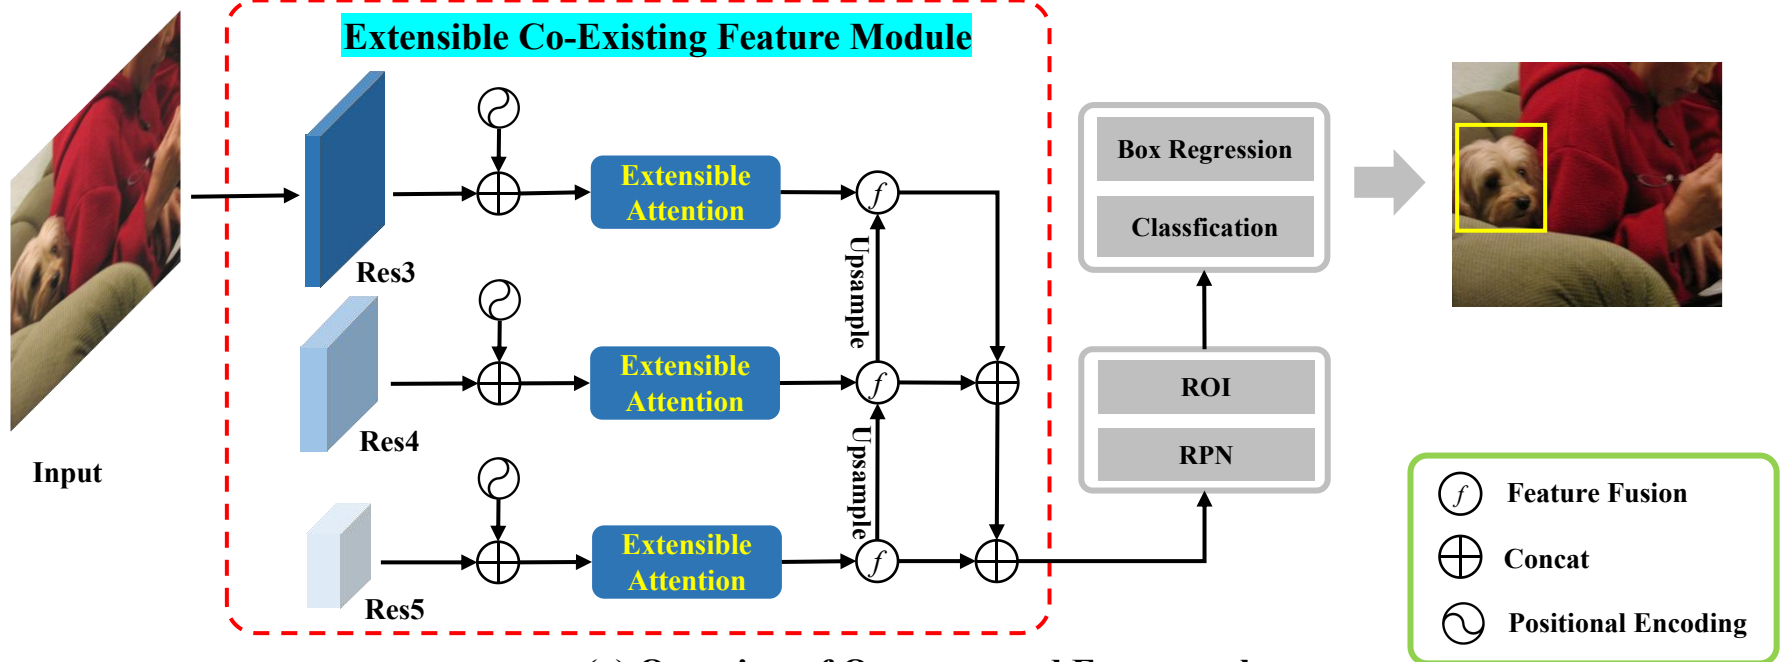 Extensible Co-Existing Feature Module
Extensible
Attention
Res3
Upsample
Extensible
Attention
Res4
Upsample
Extensible
Attention
Res5
Input
Box Regression
Classfication
ROI
RPN
f
f
f
f Feature Fusion
Concat
Positional Encoding